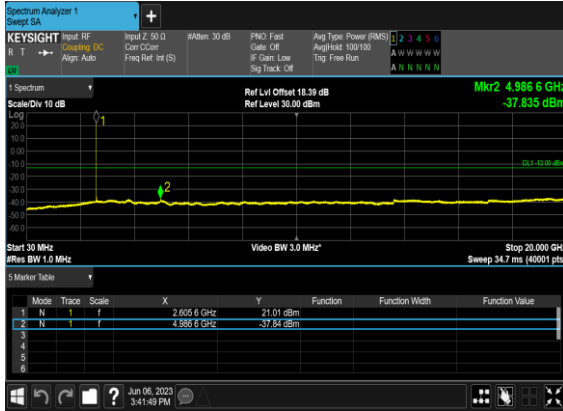 Spectrum Analyzer 1
Swept SA
+
KEYSIGHT Input: RF Input Z: 50 Ω #Atten: 30 dB PNO: Fast Avg Type: Power (RMS) 1 2 3 4 5 6
R T Coupling: DC Corr CCorr Gate: Off Avg|Hold: 100/100 A W W W W W
Align: Auto Freq Ref: Int (S) IF Gain: Low Trig: Free Run
LXI Sig Track: Off A N N N N N
1 Spectrum Ref Lvl Offset 18.39 dB Mkr2 4.986 6 GHz
Scale/Div 10 dB Ref Level 30.00 dBm -37.835 dBm
Log
1
20.0
10.0
0.00
-10.0 DL1 -13.00 dBm
-20.0
-30.0 2
-40.0
-50.0
-60.0
Start 30 MHz Video BW 3.0 MHz* Stop 20.000 GHz
#Res BW 1.0 MHz Sweep 34.7 ms (40001 pts)
5 Marker Table
Mode Trace Scale X Y Function Function Width Function Value
1 N 1 f 2.605 6 GHz 21.01 dBm
2 N 1 f 4.986 6 GHz -37.84 dBm
3
4
5
6
? Jun 06, 2023
3:41:49 PM